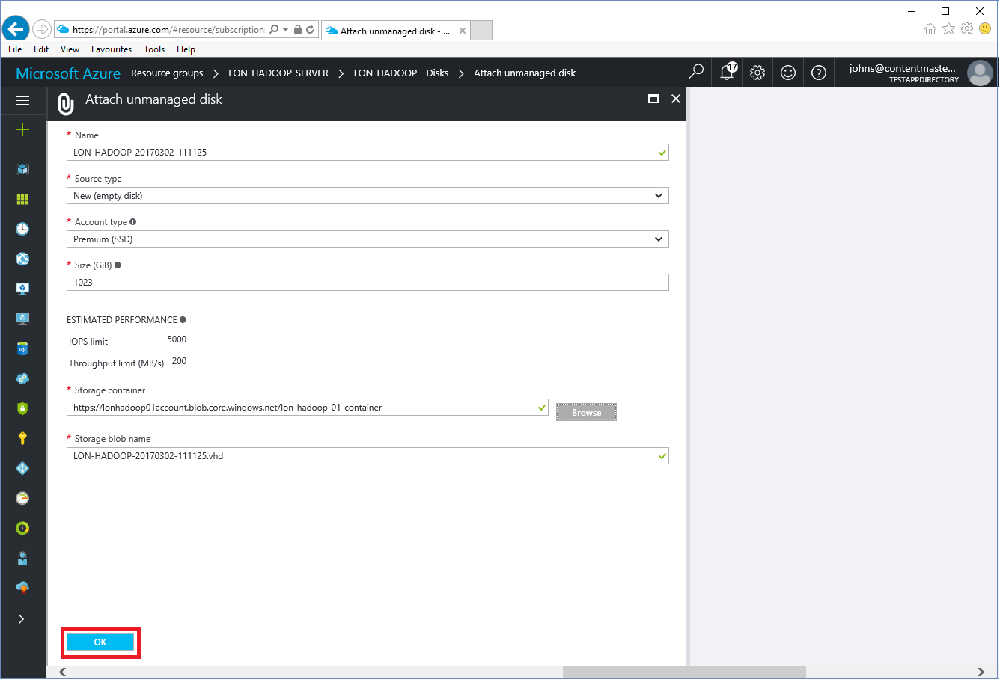 https://portal.azure.com/#resource/subscription
Attach unmanaged disk - ...
File Edit View Favourites Tools Help
Microsoft Azure Resource groups LON-HADOOP-SERVER LON-HADOOP - Disks Attach unmanaged disk
17
johns@contentmaste...
TESTAPPDIRECTORY
Attach unmanaged disk
* Name
LON-HADOOP-20170302-111125
* Source type
New (empty disk)
* Account type
Premium (SSD)
* Size (GiB)
1023
ESTIMATED PERFORMANCE
IOPS limit 5000
Throughput limit (MB/s) 200
* Storage container
https://lonhadoop01account.blob.core.windows.net/lon-hadoop-01-container
Browse
* Storage blob name
LON-HADOOP-20170302-111125.vhd
SQL
OK